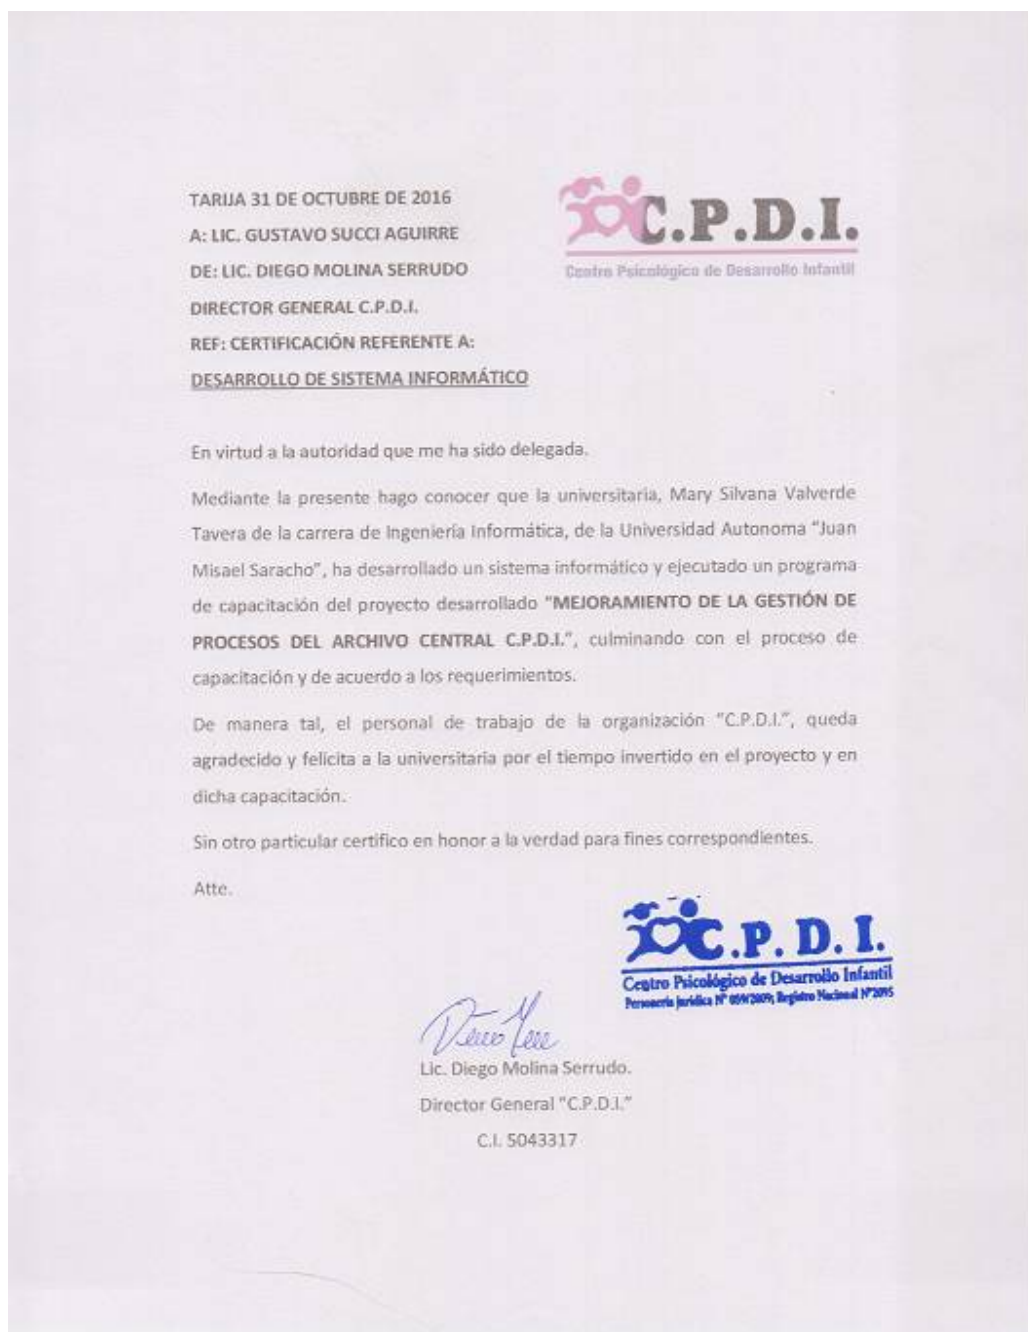 TARIJA 31 DE OCTUBRE DE 2016
A: LIC. GUSTAVO SUCCI AGUIRRE
DE: LIC. DIEGO MOLINA SERRUDO
DIRECTOR GENERAL C.P.D.I.
REF: CERTIFICACIÓN REFERENTE A:
DESARROLLO DE SISTEMA INFORMÁTICO
C.P.D.I.
Centro Psicológico de Desarrollo Infantil
En virtud a la autoridad que me ha sido delegada.
Mediante la presente hago conocer que la universitaria, Mary Silvana Valverde
Tavera de la carrera de Ingeniería Informática, de la Universidad Autonoma "Juan
Misael Saracho", ha desarrollado un sistema informático y ejecutado un programa
de capacitación del proyecto desarrollado "MEJORAMIENTO DE LA GESTIÓN DE
PROCESOS DEL ARCHIVO CENTRAL C.P.D.I.", culminando con el proceso de
capacitación y de acuerdo a los requerimientos.
De manera tal, el personal de trabajo de la organización "C.P.D.I.", queda
agradecido y felicita a la universitaria por el tiempo invertido en el proyecto y en
dicha capacitación.
Sin otro particular certifico en honor a la verdad para fines correspondientes.
Atte.
C.P.D.I.
Centro Psicológico de Desarrollo Infantil
Personería jurídica Nº Registro Nacional Nº2095
Lic. Diego Molina Serrudo.
Director General "C.P.D.I."
C.I. 5043317